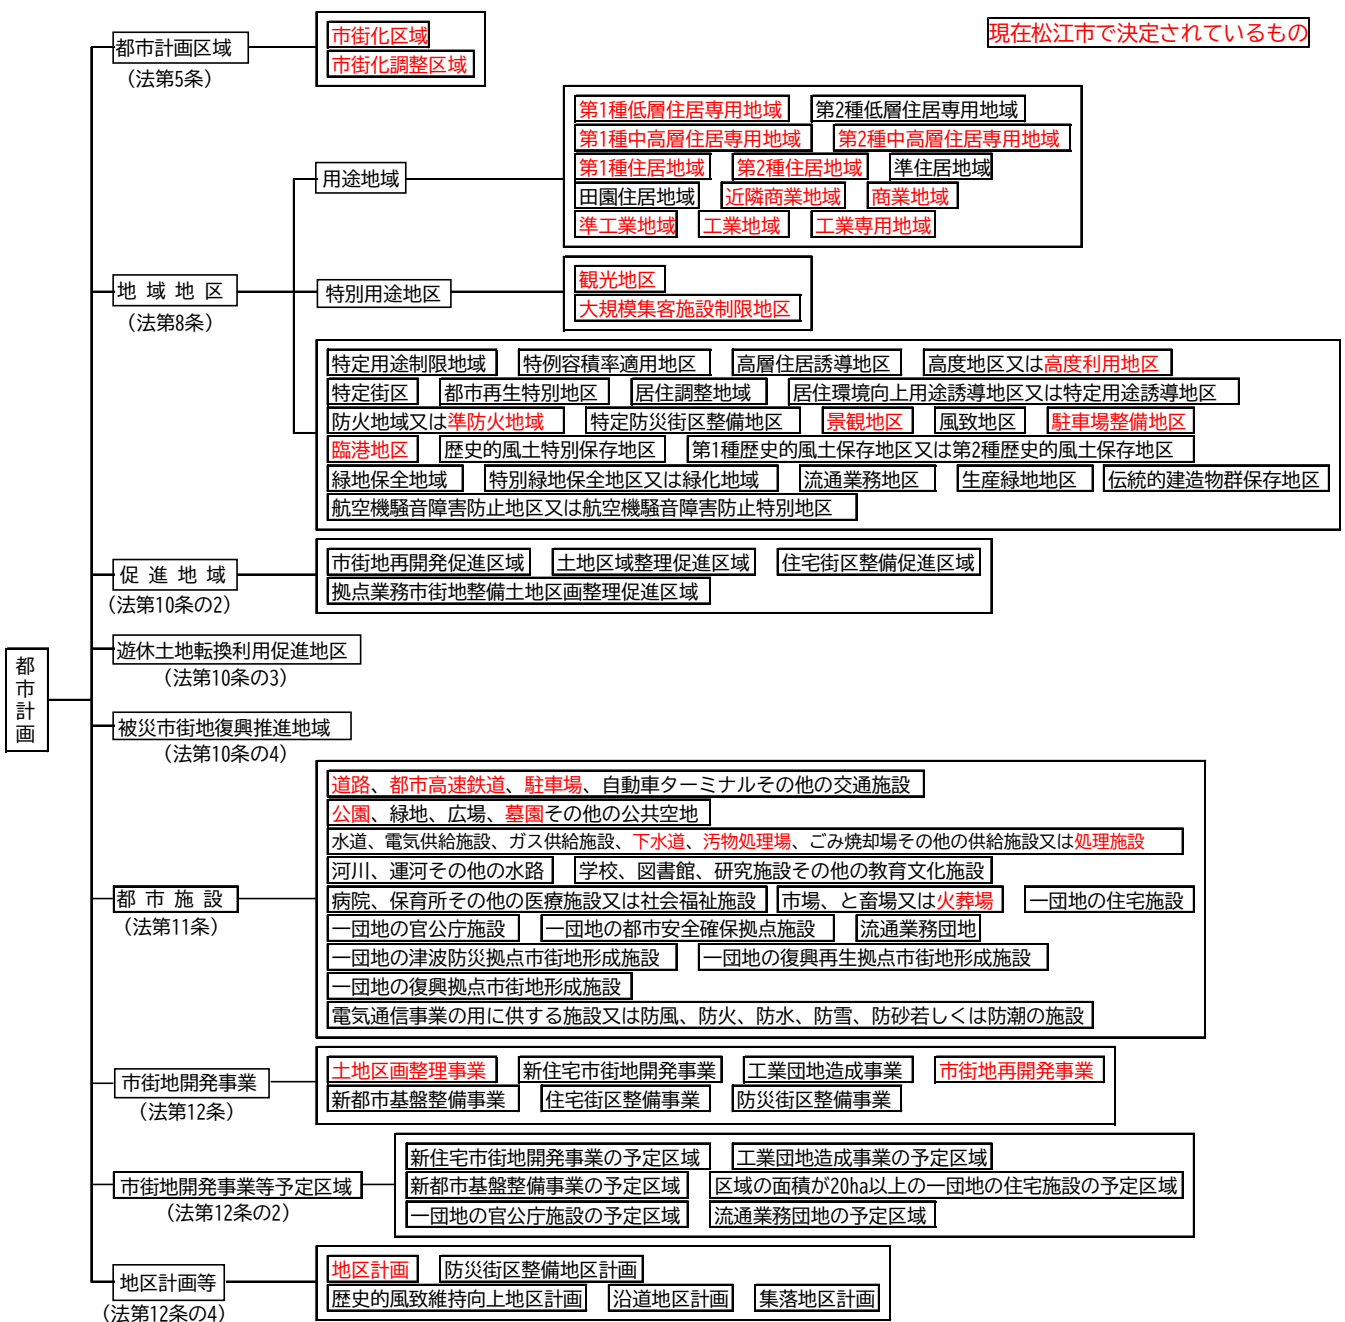 現在松江市で決定されているもの
都市計画
都市計画区域
（法第5条）
市街化区域
市街化調整区域
地域地区
（法第8条）
用途地域
第1種低層住居専用地域 第2種低層住居専用地域
第1種中高層住居専用地域 第2種中高層住居専用地域
第1種住居地域 第2種住居地域 準住居地域
田園住居地域 近隣商業地域 商業地域
準工業地域 工業地域 工業専用地域
特別用途地区
観光地区
大規模集客施設制限地区
特定用途制限地域 特例容積率適用地区 高層住居誘導地区 高度地区又は高度利用地区
特定街区 都市再生特別地区 居住調整地域 居住環境向上用途誘導地区又は特定用途誘導地区
防火地域又は準防火地域 特定防災街区整備地区 景観地区 風致地区 駐車場整備地区
臨港地区 歴史的風土特別保存地区 第1種歴史的風土保存地区又は第2種歴史的風土保存地区
緑地保全地域 特別緑地保全地区又は緑化地域 流通業務地区 生産緑地地区 伝統的建造物群保存地区
航空機騒音障害防止地区又は航空機騒音障害防止特別地区
促進地域
（法第10条の2）
市街地再開発促進区域 土地区域整理促進区域 住宅街区整備促進区域
拠点業務市街地整備土地区画整理促進区域
遊休土地転換利用促進地区
（法第10条の3）
被災市街地復興推進地域
（法第10条の4）
都市施設
（法第11条）
道路、都市高速鉄道、駐車場、自動車ターミナルその他の交通施設
公園、緑地、広場、墓園その他の公共空地
水道、電気供給施設、ガス供給施設、下水道、汚物処理場、ごみ焼却場その他の供給施設又は処理施設
河川、運河その他の水路 学校、図書館、研究施設その他の教育文化施設
病院、保育所その他の医療施設又は社会福祉施設 市場、と畜場又は火葬場 一団地の住宅施設
一団地の官公庁施設 一団地の都市安全確保拠点施設 流通業務団地
一団地の津波防災拠点市街地形成施設 一団地の復興再生拠点市街地形成施設
一団地の復興拠点市街地形成施設
電気通信事業の用に供する施設又は防風、防火、防水、防雪、防砂若しくは防潮の施設
市街地開発事業
（法第12条）
土地区画整理事業 新住宅市街地開発事業 工業団地造成事業 市街地再開発事業
新都市基盤整備事業 住宅街区整備事業 防災街区整備事業
市街地開発事業等予定区域
（法第12条の2）
新住宅市街地開発事業の予定区域 工業団地造成事業の予定区域
新都市基盤整備事業の予定区域 区域の面積が20ha以上の一団地の住宅施設の予定区域
一団地の官公庁施設の予定区域 流通業務団地の予定区域
地区計画等
（法第12条の4）
地区計画 防災街区整備地区計画
歴史的風致維持向上地区計画 沿道地区計画 集落地区計画